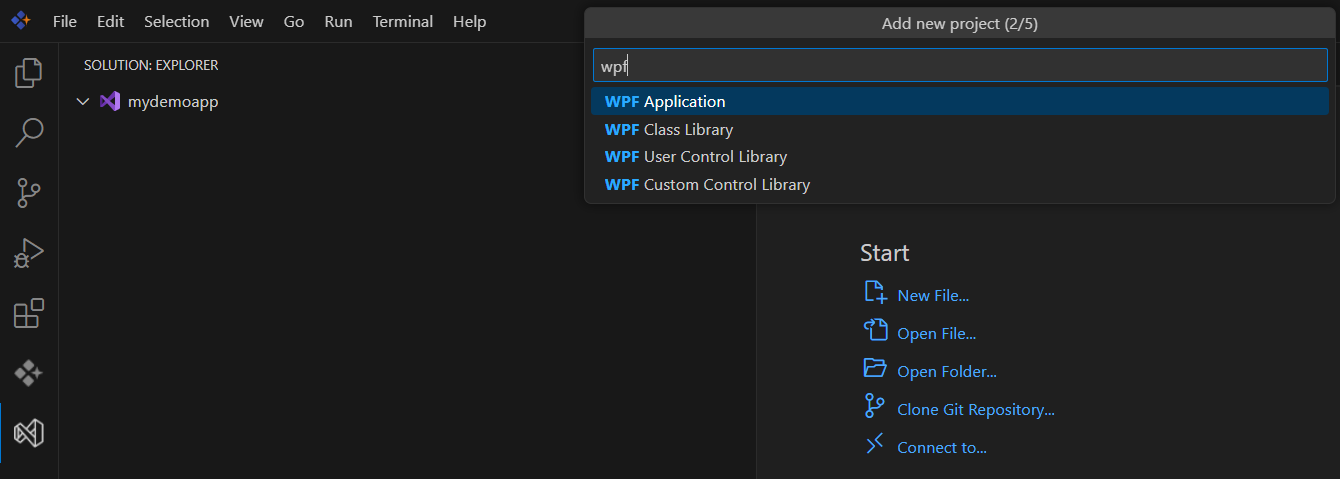 File Edit Selection View Go Run Terminal Help
Add new project (2/5)
wpf
SOLUTION: EXPLORER
mydemoapp
WPF Application
WPF Class Library
WPF User Control Library
WPF Custom Control Library
Start
New File...
Open File...
Open Folder...
Clone Git Repository...
Connect to...